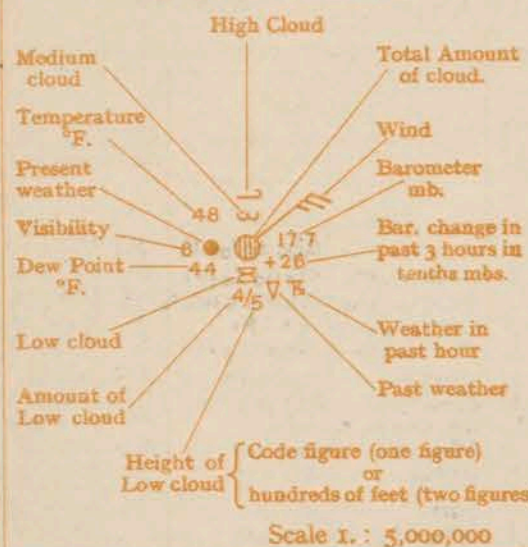 High Cloud
Medium cloud
Total Amount of cloud.
Temperature °F.
Wind
Present weather
Barometer mb.
48
Visibility
6
17·7
Bar. change in past 3 hours in tenths mbs.
+26
Dew Point °F.
44
4/5
Low cloud
Weather in past hour
Amount of Low cloud
Past weather
Height of Low cloud
Code figure (one figure)
or
hundreds of feet (two figures
Scale 1. : 5,000,000